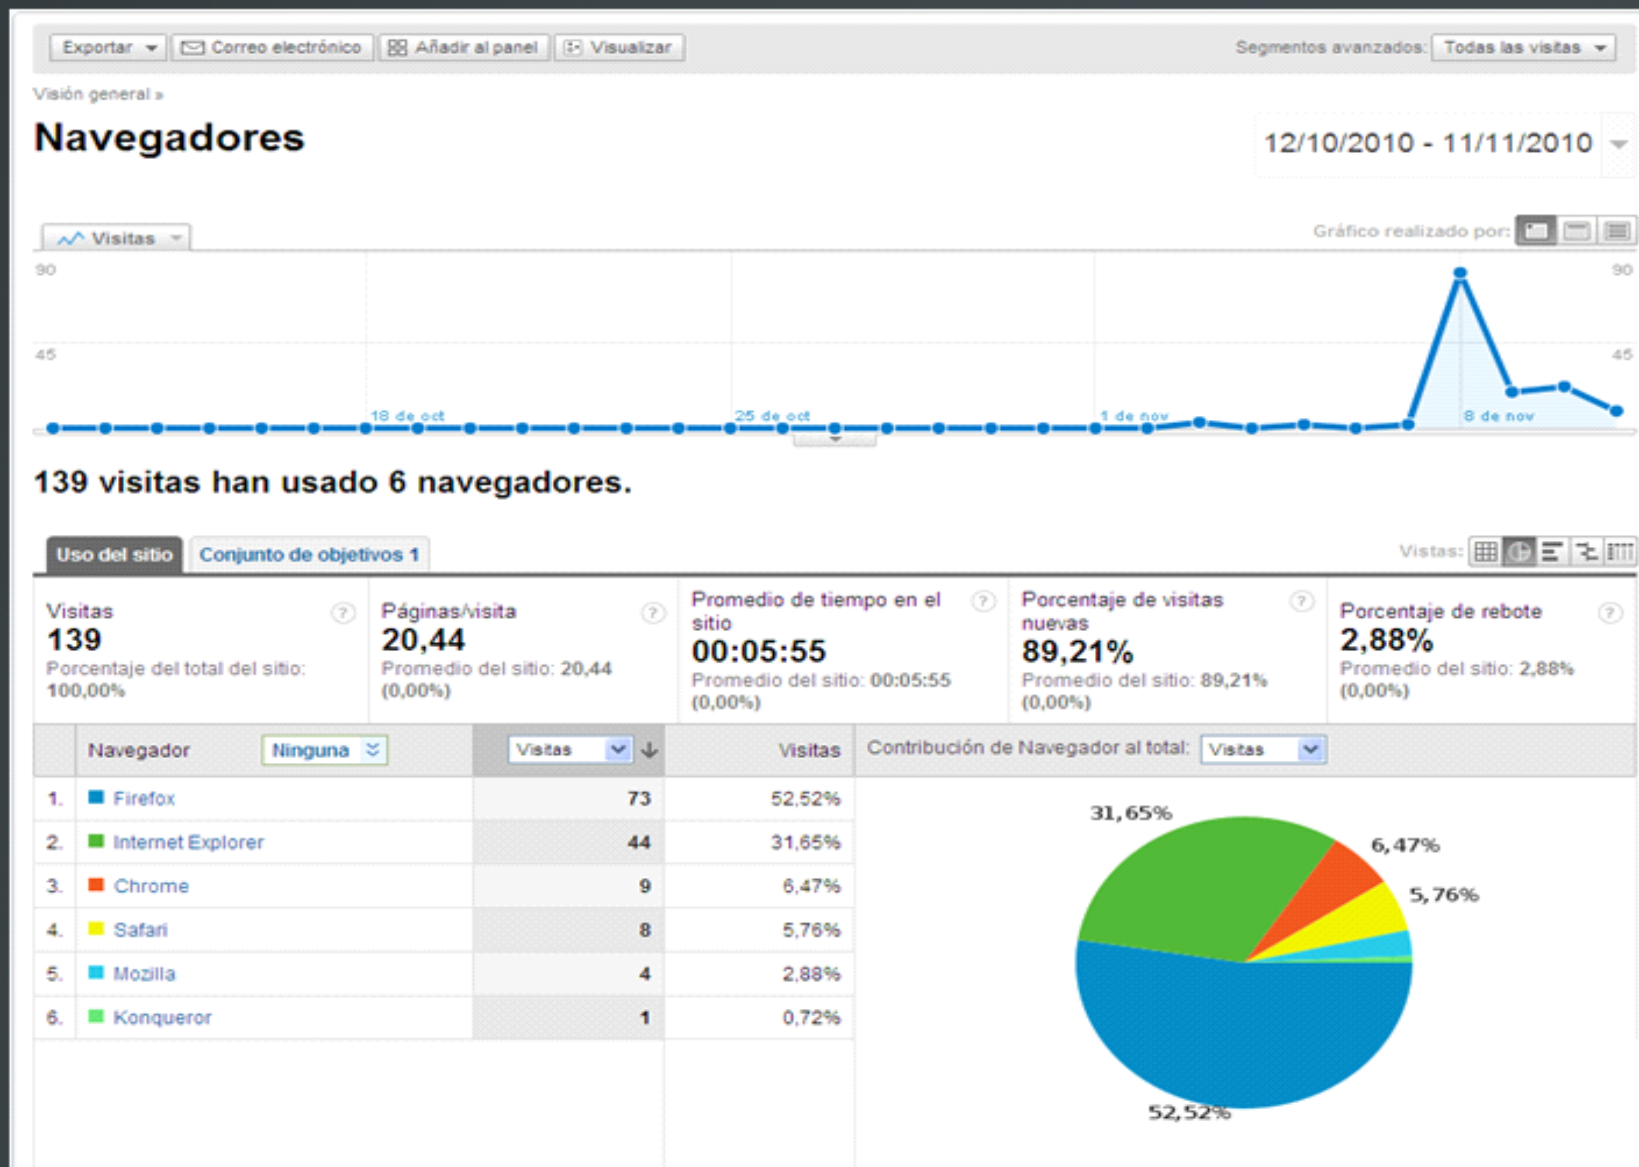 Exportar Correo electrónico Añadir al panel Visualizar Segmentos avanzados: Todas las visitas
Visión general »
Navegadores
12/10/2010 - 11/11/2010
Visitas Gráfico realizado por:
90 90
45 45
18 de oct 25 de oct 1 de nov 8 de nov
139 visitas han usado 6 navegadores.
Uso del sitio Conjunto de objetivos 1 Vistas:
Visitas ?
139
Porcentaje del total del sitio:
100,00%
Páginas/visita ?
20,44
Promedio del sitio: 20,44
(0,00%)
Promedio de tiempo en el ?
sitio
00:05:55
Promedio del sitio: 00:05:55
(0,00%)
Porcentaje de visitas ?
nuevas
89,21%
Promedio del sitio: 89,21%
(0,00%)
Porcentaje de rebote ?
2,88%
Promedio del sitio: 2,88%
(0,00%)
Navegador Ninguna Visitas Visitas Contribución de Navegador al total: Visitas
1. Firefox 73 52,52%
2. Internet Explorer 44 31,65%
3. Chrome 9 6,47%
4. Safari 8 5,76%
5. Mozilla 4 2,88%
6. Konqueror 1 0,72%
31,65%
6,47%
5,76%
52,52%